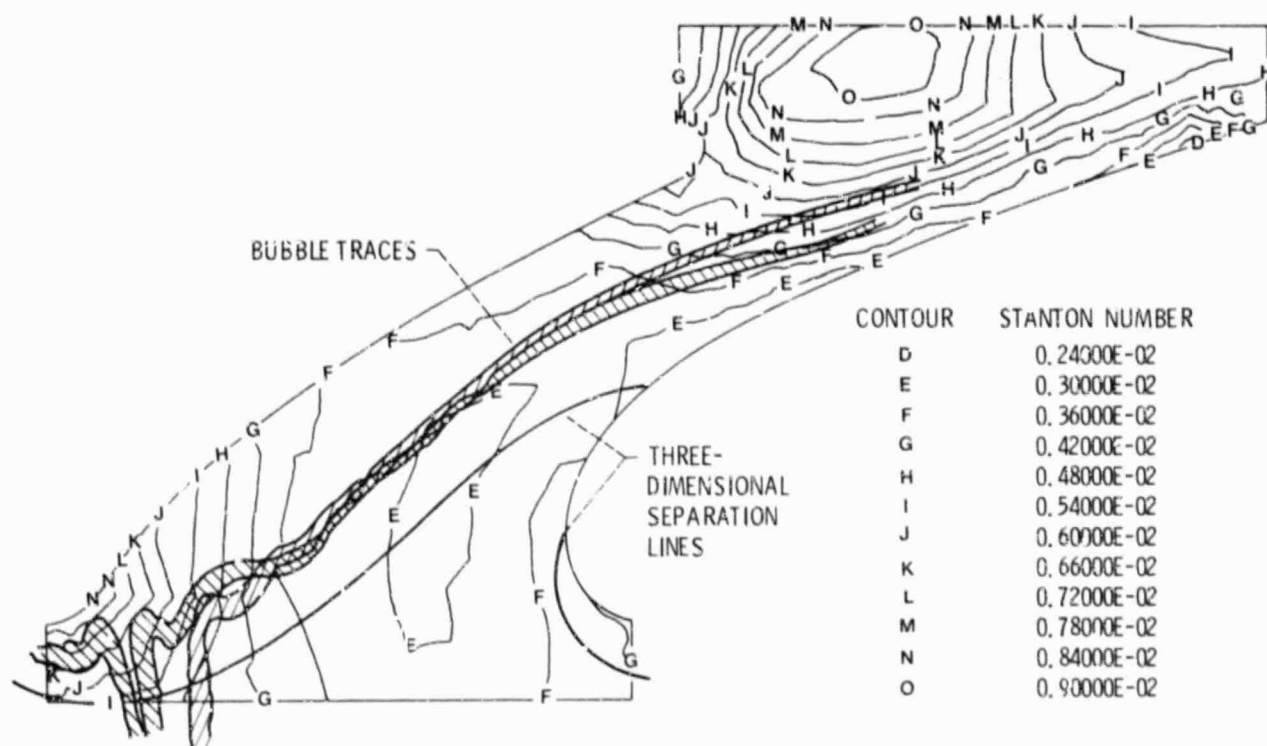 M N O N M L K J I
G L I H
K O J I H G
H J J N N G
M M J H F G
L K I D E
K F E
J J J G
I I H
H H G F
G G
F F E
BUBBLE TRACES
F
E
F
CONTOUR STANTON NUMBER
D 0.24000E-02
E 0.30000E-02
F 0.36000E-02
G 0.42000E-02
H 0.48000E-02
I 0.54000E-02
J 0.60000E-02
K 0.66000E-02
L 0.72000E-02
M 0.78000E-02
N 0.84000E-02
O 0.90000E-02
E
THREE-
DIMENSIONAL
SEPARATION
LINES
G
H
I
E
J
E
K
L
N
N
F
E
K
J
I
G
F
G